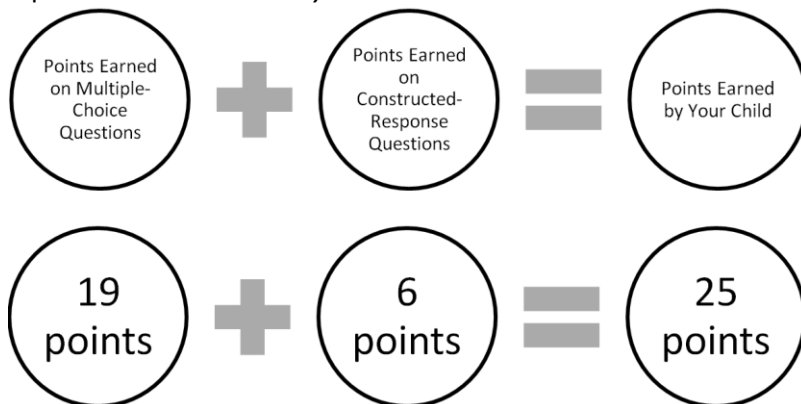 Points Earned
on Multiple-
Choice
Questions
Points Earned
on
Constructed-
Response
Questions
Points Earned
by Your Child
19
points
6
points
25
points